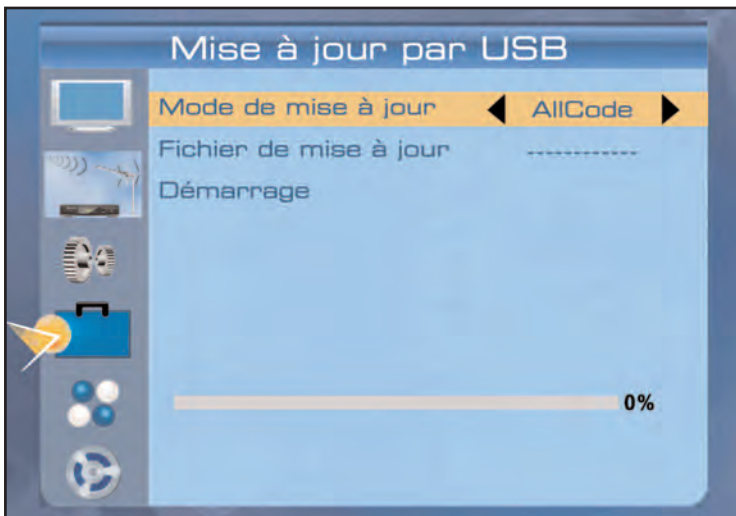 Mise à jour par USB
Mode de mise à jour AllCode
Fichier de mise à jour ------------
Démarrage
0%